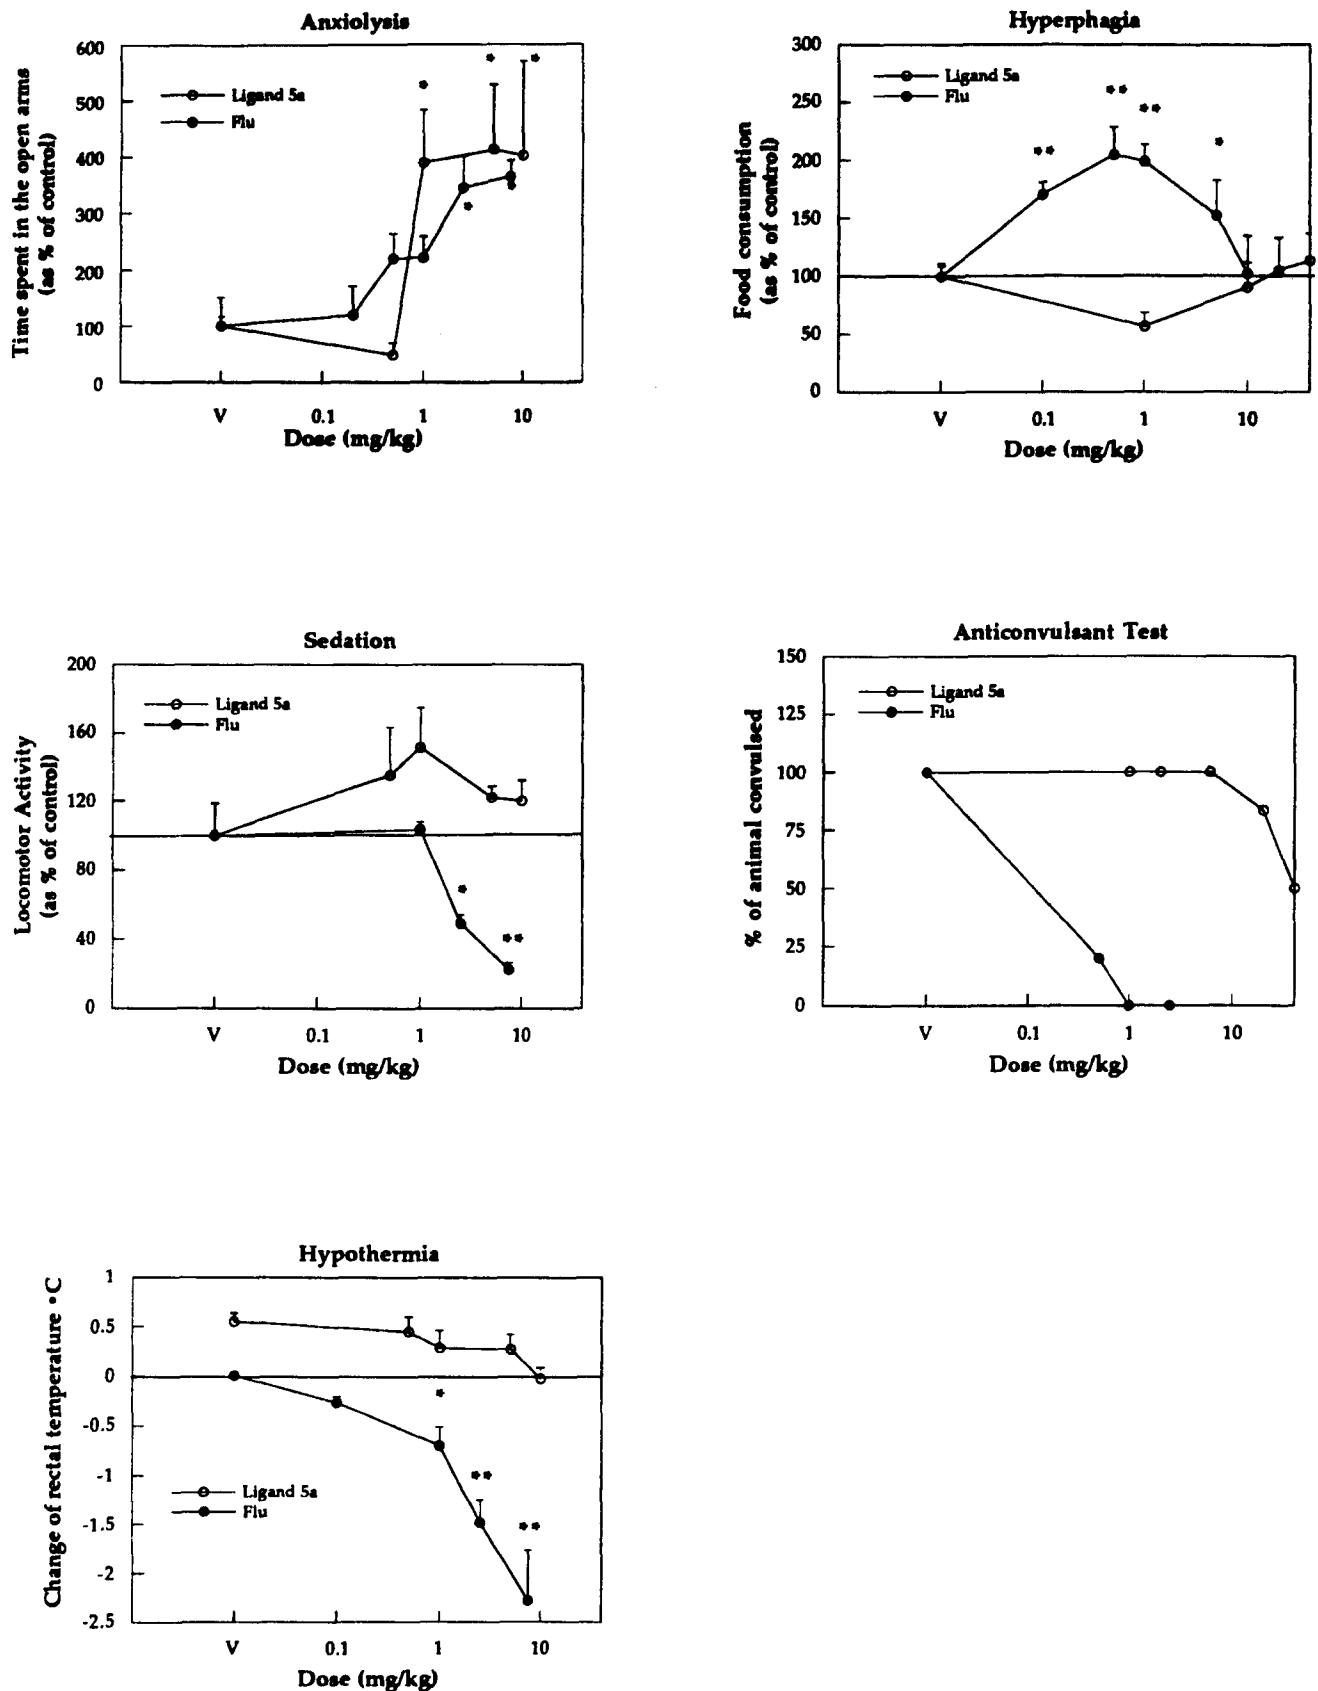 Anxiolysis
Time spent in the open arms
(as % of control)
600
500
400
300
200
100
0
Ligand 5a
Flu
*
*
*
*
*
V
0.1
1
10
Dose (mg/kg)
Hyperphagia
Food consumption
(as % of control)
300
250
200
150
100
50
0
Ligand 5a
Flu
**
**
**
*
V
0.1
1
10
Dose (mg/kg)
Sedation
Locomotor Activity
(as % of control)
200
160
120
80
40
0
Ligand 5a
Flu
*
**
V
0.1
1
10
Dose (mg/kg)
Anticonvulsant Test
% of animal convulsed
150
125
100
75
50
25
0
Ligand 5a
Flu
V
0.1
1
10
Dose (mg/kg)
Hypothermia
Change of rectal temperature °C
1
0.5
0
-0.5
-1
-1.5
-2
-2.5
*
**
**
Ligand 5a
Flu
V
0.1
1
10
Dose (mg/kg)